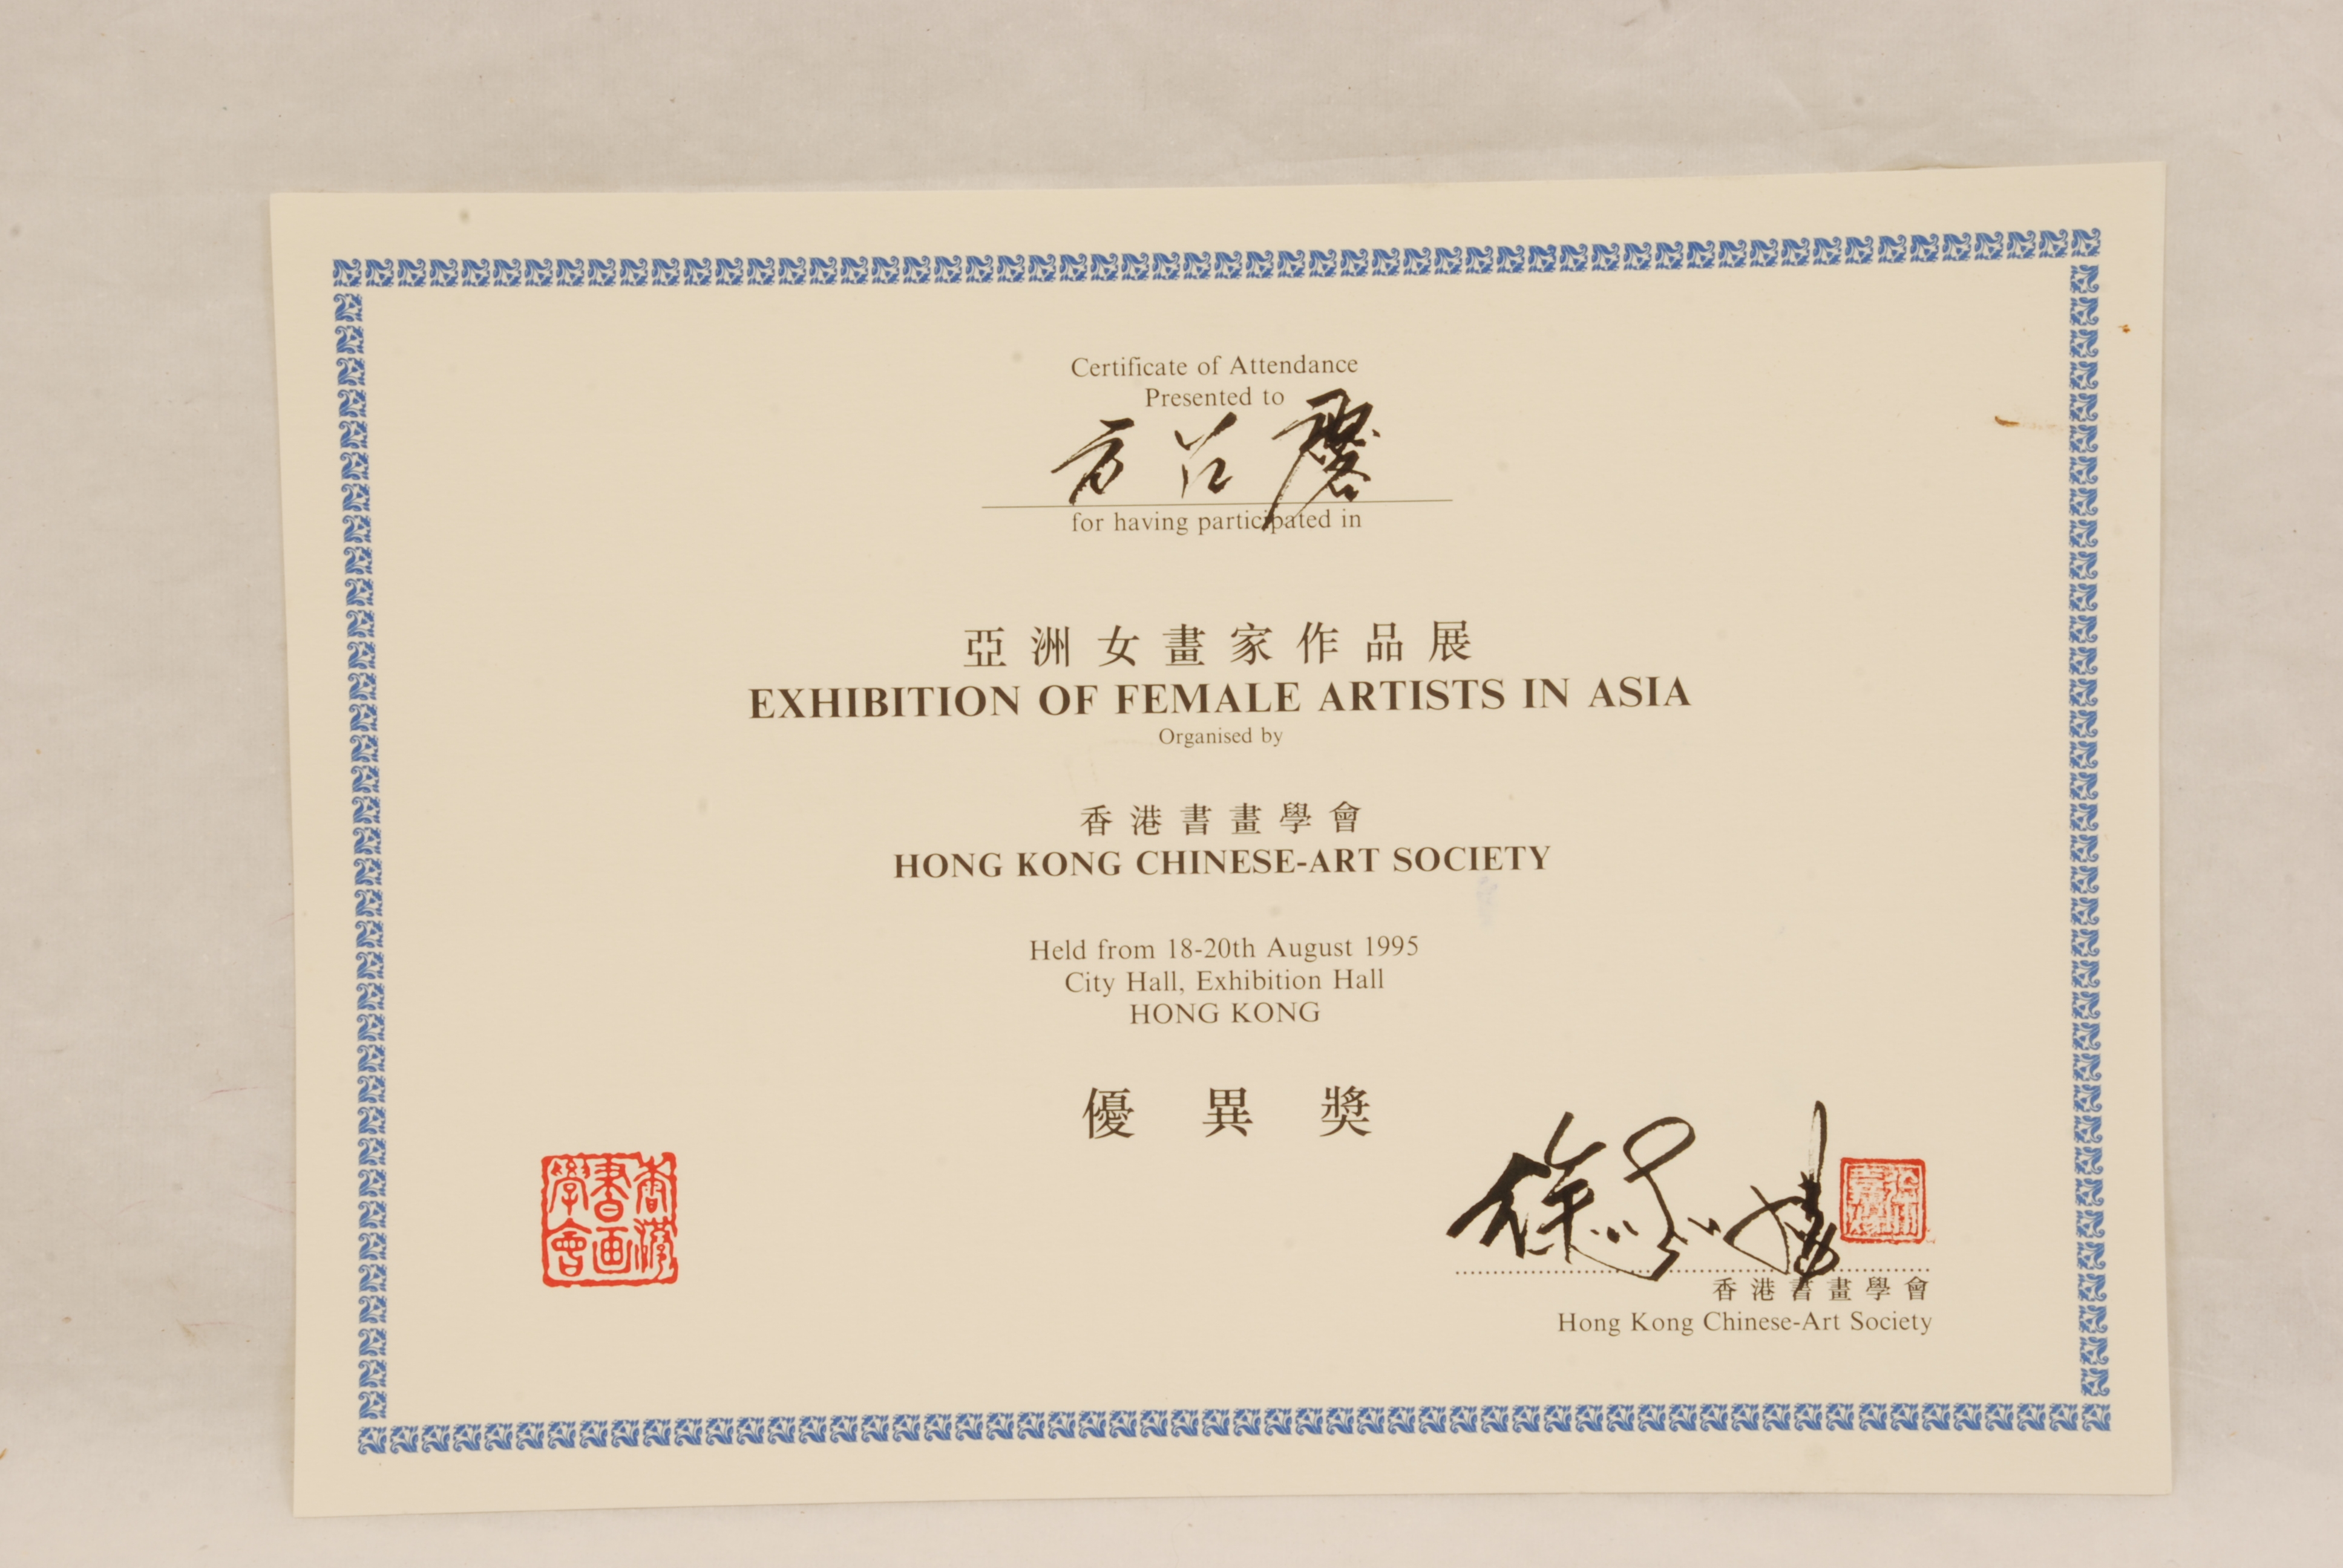 Certificate of Attendance
Presented to
方召麐
for having participated in
亞洲女畫家作品展
EXHIBITION OF FEMALE ARTISTS IN ASIA
Organised by
香港書畫學會
HONG KONG CHINESE-ART SOCIETY
Held from 18-20th August 1995
City Hall, Exhibition Hall
HONG KONG
優異獎
香港
書画
學會
香港書畫學會
Hong Kong Chinese-Art Society